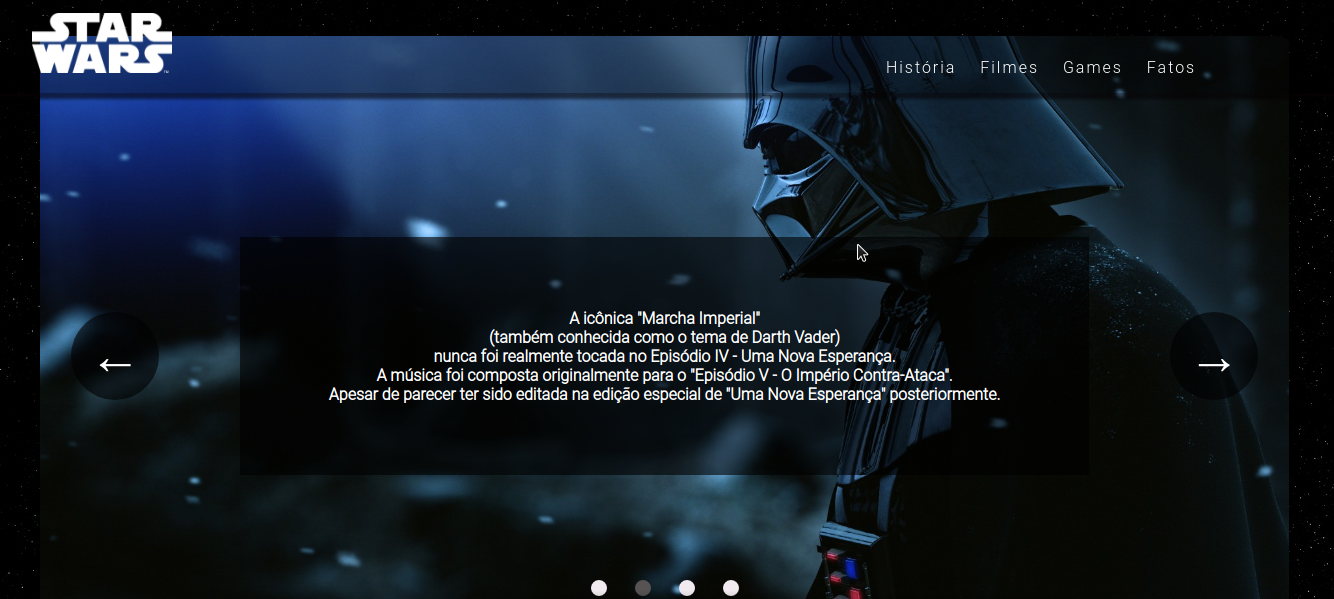 STAR
WARS
História Filmes Games Fatos
A icônica "Marcha Imperial"
(também conhecida como o tema de Darth Vader)
nunca foi realmente tocada no Episódio IV - Uma Nova Esperança.
A música foi composta originalmente para o "Episódio V - O Império Contra-Ataca".
Apesar de parecer ter sido editada na edição especial de "Uma Nova Esperança" posteriormente.